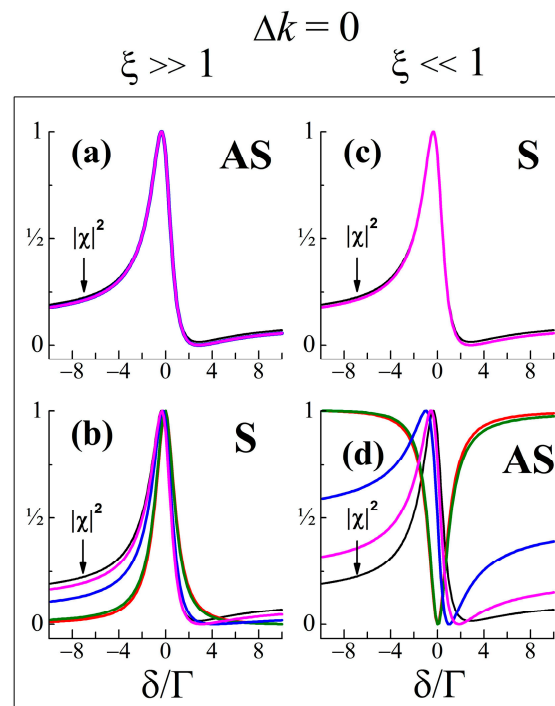 Δk = 0
ξ >> 1 ξ << 1
(a) AS (c) S
1 1
|χ|² |χ|²
½ ½
0 0
−8 −4 0 4 8 −8 −4 0 4 8
(b) S (d) AS
1 1
½ |χ|² ½ |χ|²
0 0
−8 −4 0 4 8 −8 −4 0 4 8
δ/Γ δ/Γ